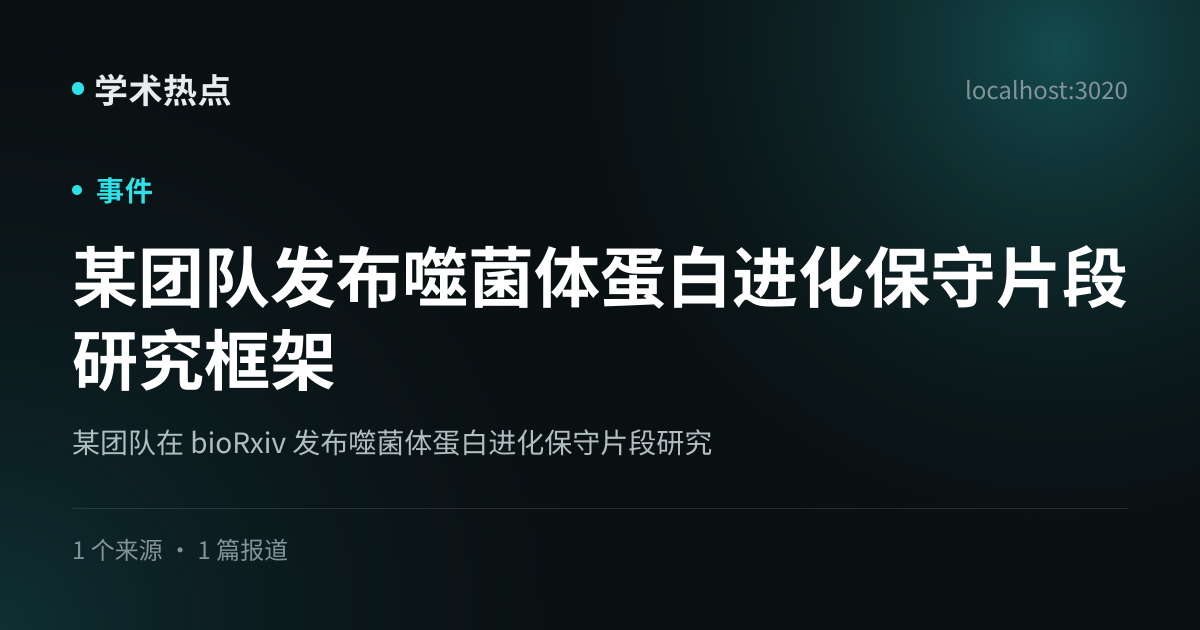 学术热点
localhost:3020
事件
某团队发布噬菌体蛋白进化保守片段
研究框架
某团队在 bioRxiv 发布噬菌体蛋白进化保守片段研究
1 个来源 · 1 篇报道